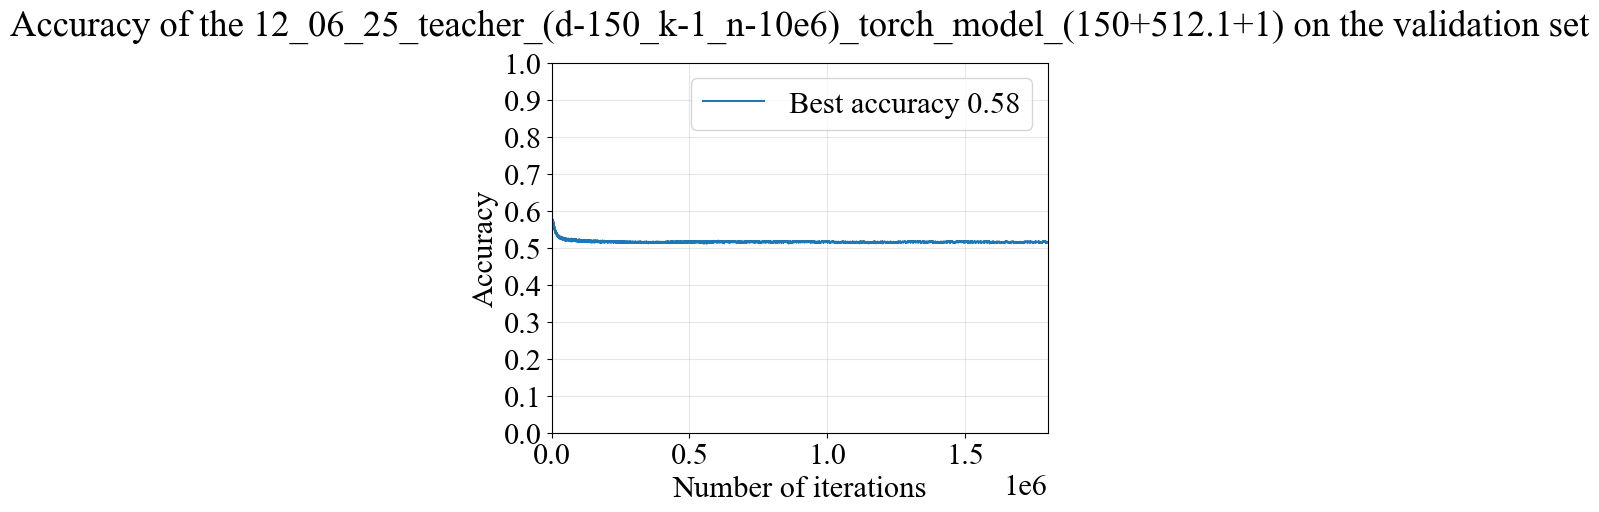 Accuracy of the 12_06_25_teacher_(d-150_k-1_n-10e6)_torch_model_(150+512.1+1) on the validation set
1.0
0.9
0.8
0.7
0.6
0.5
0.4
0.3
0.2
0.1
0.0
Accuracy
Best accuracy 0.58
0.0 0.5 1.0 1.5
Number of iterations
1e6